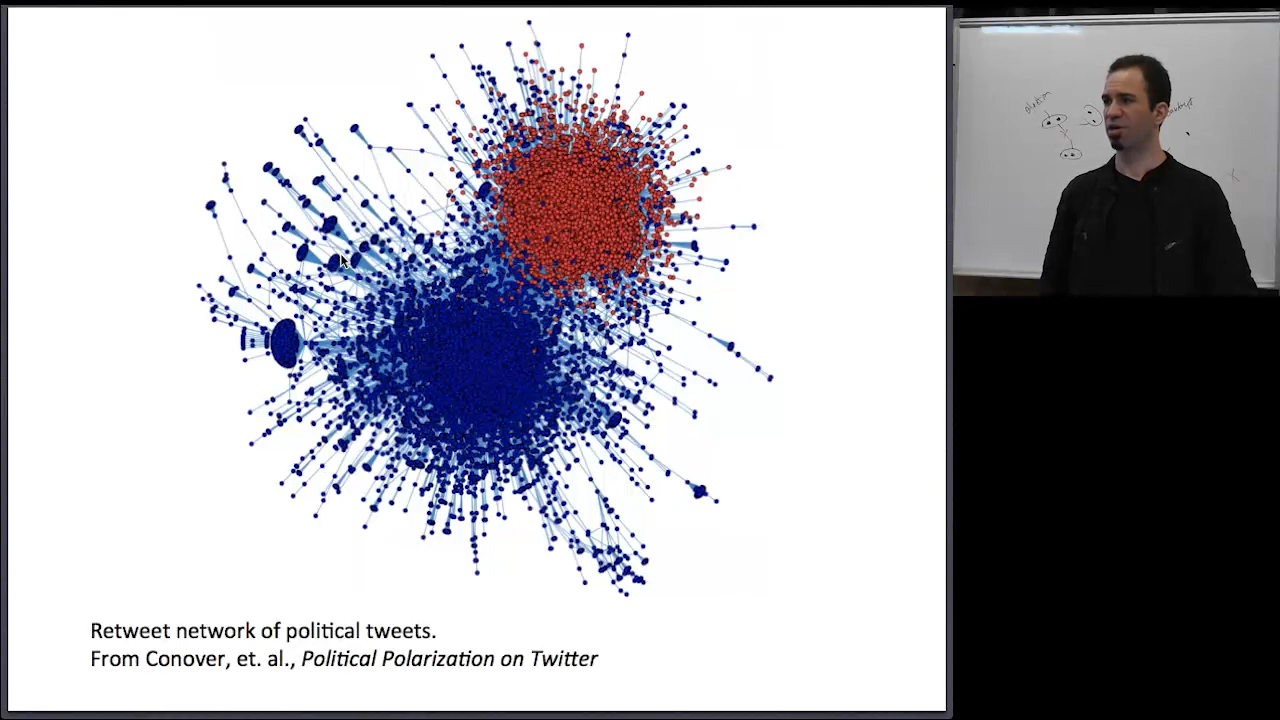 Retweet network of political tweets.
From Conover, et. al., Political Polarization on Twitter